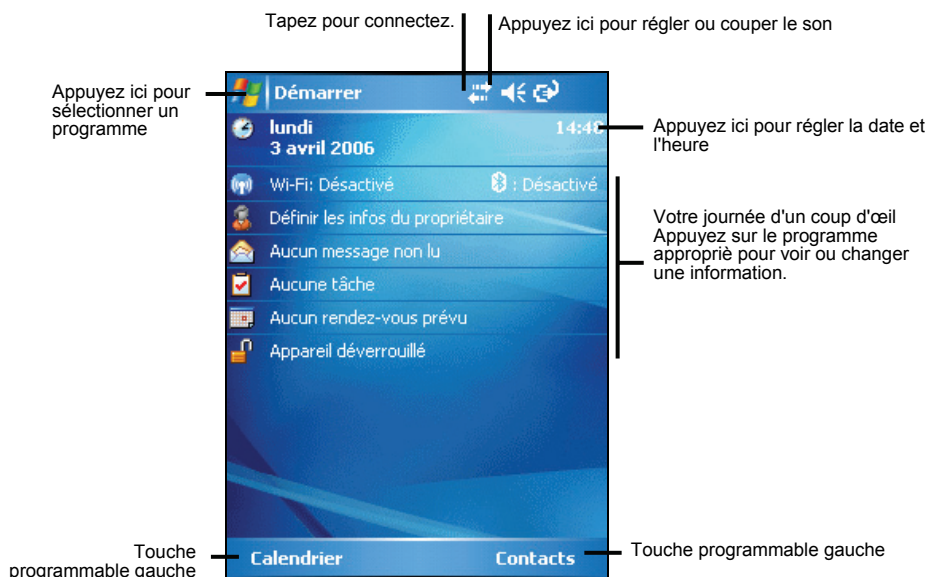 Tapez pour connectez.
Appuyez ici pour régler ou couper le son
Appuyez ici pour
sélectionner un
programme
Démarrer
lundi
14:48
3 avril 2006
Appuyez ici pour régler la date et
l'heure
Wi-Fi: Désactivé
: Désactivé
Définir les infos du propriétaire
Aucun message non lu
Aucune tâche
Aucun rendez-vous prévu
Appareil déverrouillé
Votre journée d'un coup d'œil
Appuyez sur le programme
appropriè pour voir ou changer
une information.
Touche
programmable gauche
Calendrier
Contacts
Touche programmable gauche